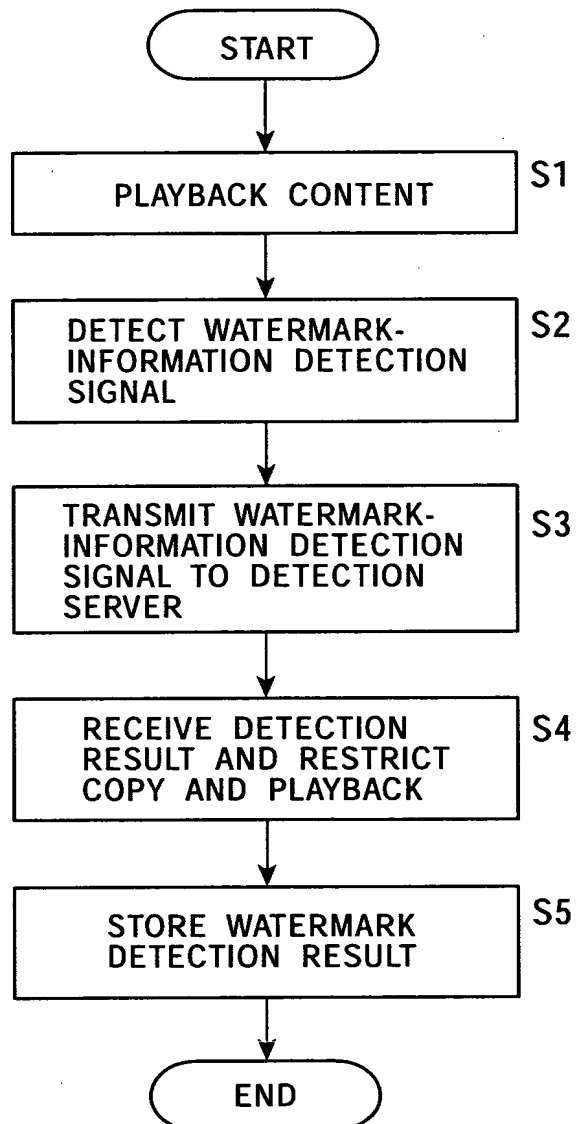 START
PLAYBACK CONTENT
S1
DETECT WATERMARK-
INFORMATION DETECTION
SIGNAL
S2
TRANSMIT WATERMARK-
INFORMATION DETECTION
SIGNAL TO DETECTION
SERVER
S3
RECEIVE DETECTION
RESULT AND RESTRICT
COPY AND PLAYBACK
S4
STORE WATERMARK
DETECTION RESULT
S5
END